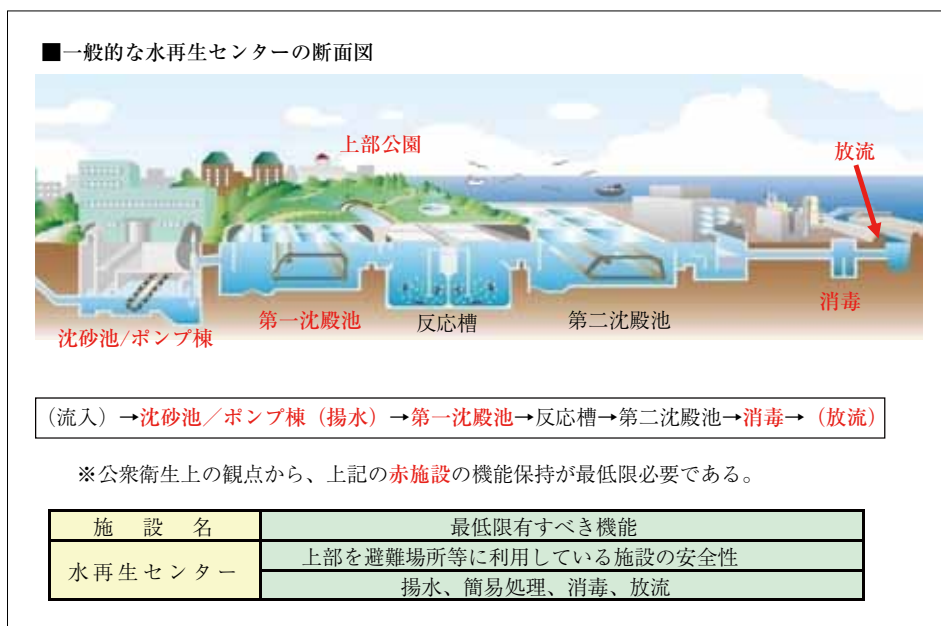 ■一般的な水再生センターの断面図
上部公園
放流
消毒
第一沈殿池
反応槽
第二沈殿池
沈砂池/ポンプ棟
(流入)→沈砂池／ポンプ棟(揚水)→第一沈殿池→反応槽→第二沈殿池→消毒→(放流)
※公衆衛生上の観点から、上記の赤施設の機能保持が最低限必要である。
施設名
最低限有すべき機能
水再生センター
上部を避難場所等に利用している施設の安全性
揚水、簡易処理、消毒、放流